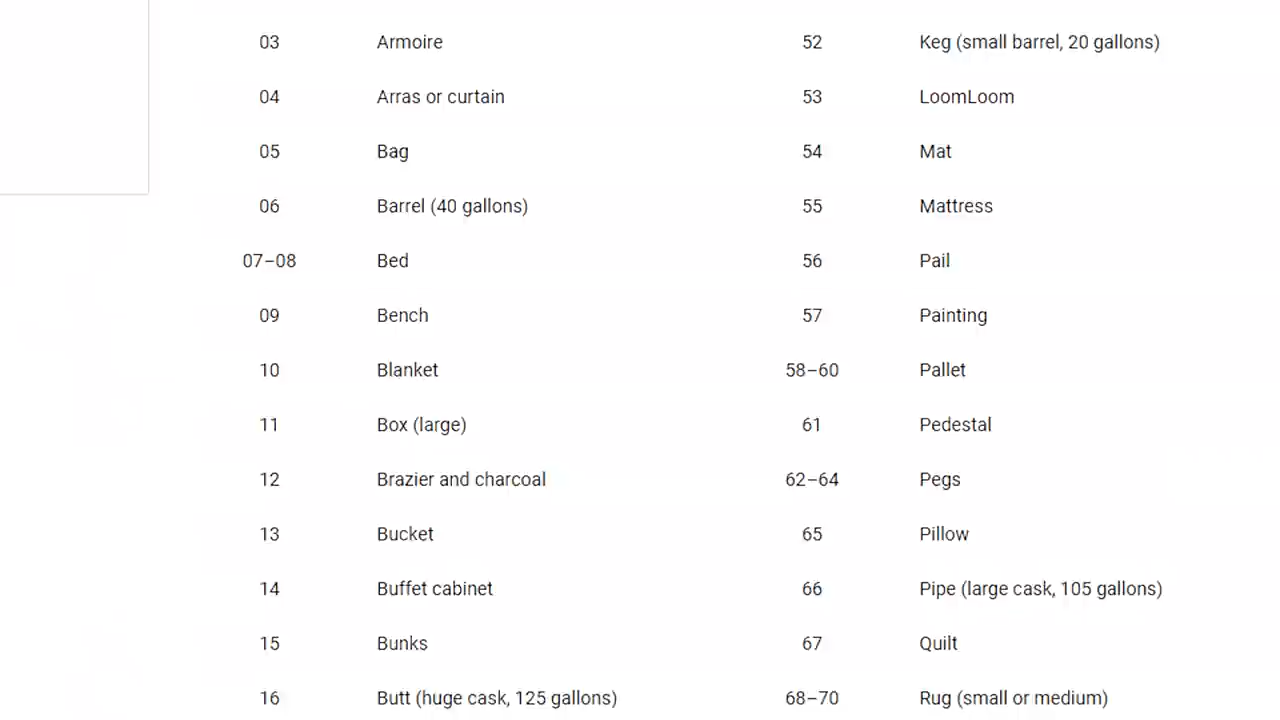 03 Armoire 52 Keg (small barrel, 20 gallons)
04 Arras or curtain 53 LoomLoom
05 Bag 54 Mat
06 Barrel (40 gallons) 55 Mattress
07–08 Bed 56 Pail
09 Bench 57 Painting
10 Blanket 58–60 Pallet
11 Box (large) 61 Pedestal
12 Brazier and charcoal 62–64 Pegs
13 Bucket 65 Pillow
14 Buffet cabinet 66 Pipe (large cask, 105 gallons)
15 Bunks 67 Quilt
16 Butt (huge cask, 125 gallons) 68–70 Rug (small or medium)